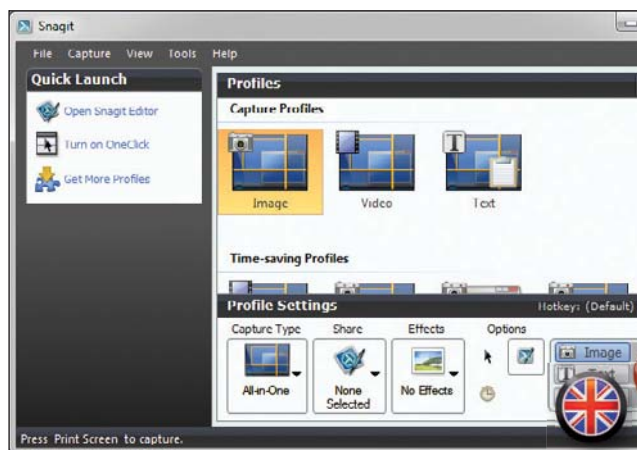 Snagit
File Capture View Tools Help
Quick Launch
Open Snagit Editor
Turn on OneClick
Get More Profiles
Profiles
Capture Profiles
Image Video Text
Time-saving Profiles
Profile Settings Hotkey: (Default)
Capture Type Share Effects Options
Image
All-in-One None Selected No Effects
Press Print Screen to capture.